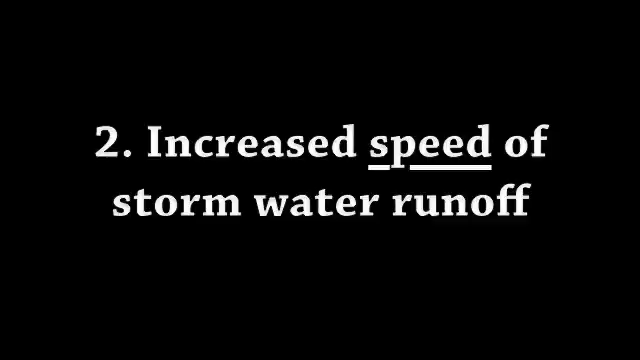 2. Increased speed of
storm water runoff